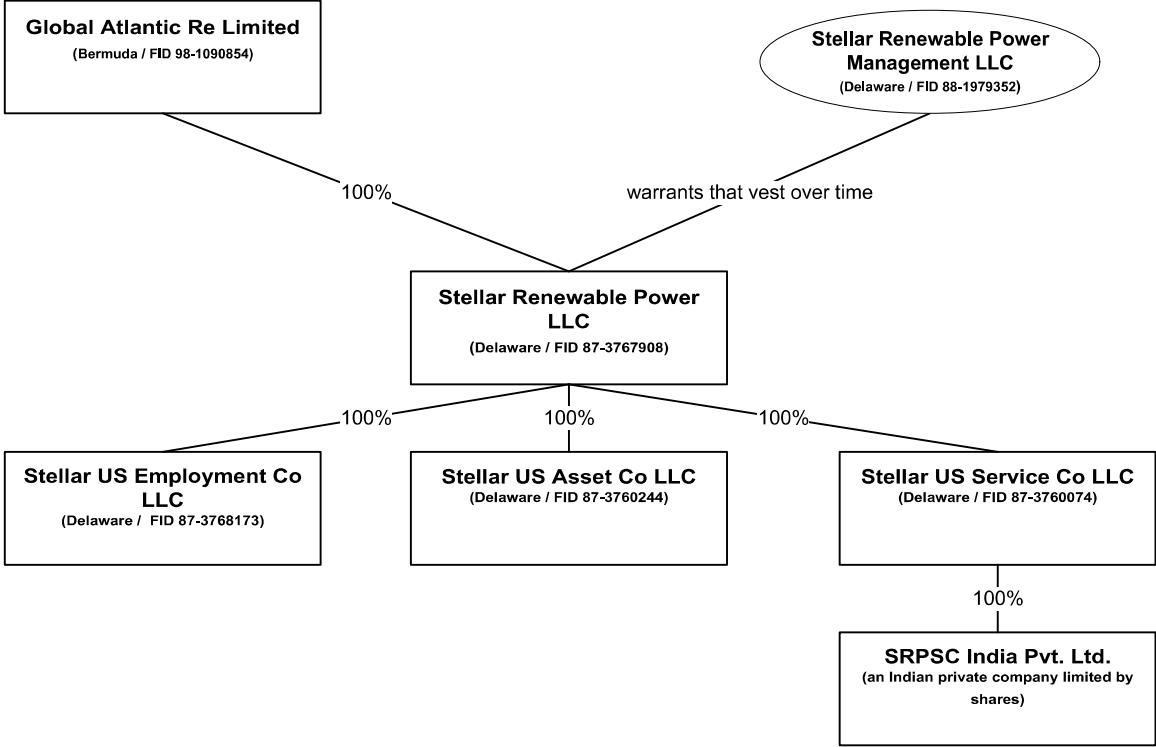 Global Atlantic Re Limited
(Bermuda / FID 98-1090854)
Stellar Renewable Power
Management LLC
(Delaware / FID 88-1979352)
100%
warrants that vest over time
Stellar Renewable Power
LLC
(Delaware / FID 87-3767908)
100%
100%
100%
Stellar US Employment Co
LLC
(Delaware / FID 87-3768173)
Stellar US Asset Co LLC
(Delaware / FID 87-3760244)
Stellar US Service Co LLC
(Delaware / FID 87-3760074)
100%
SRPSC India Pvt. Ltd.
(an Indian private company limited by
shares)